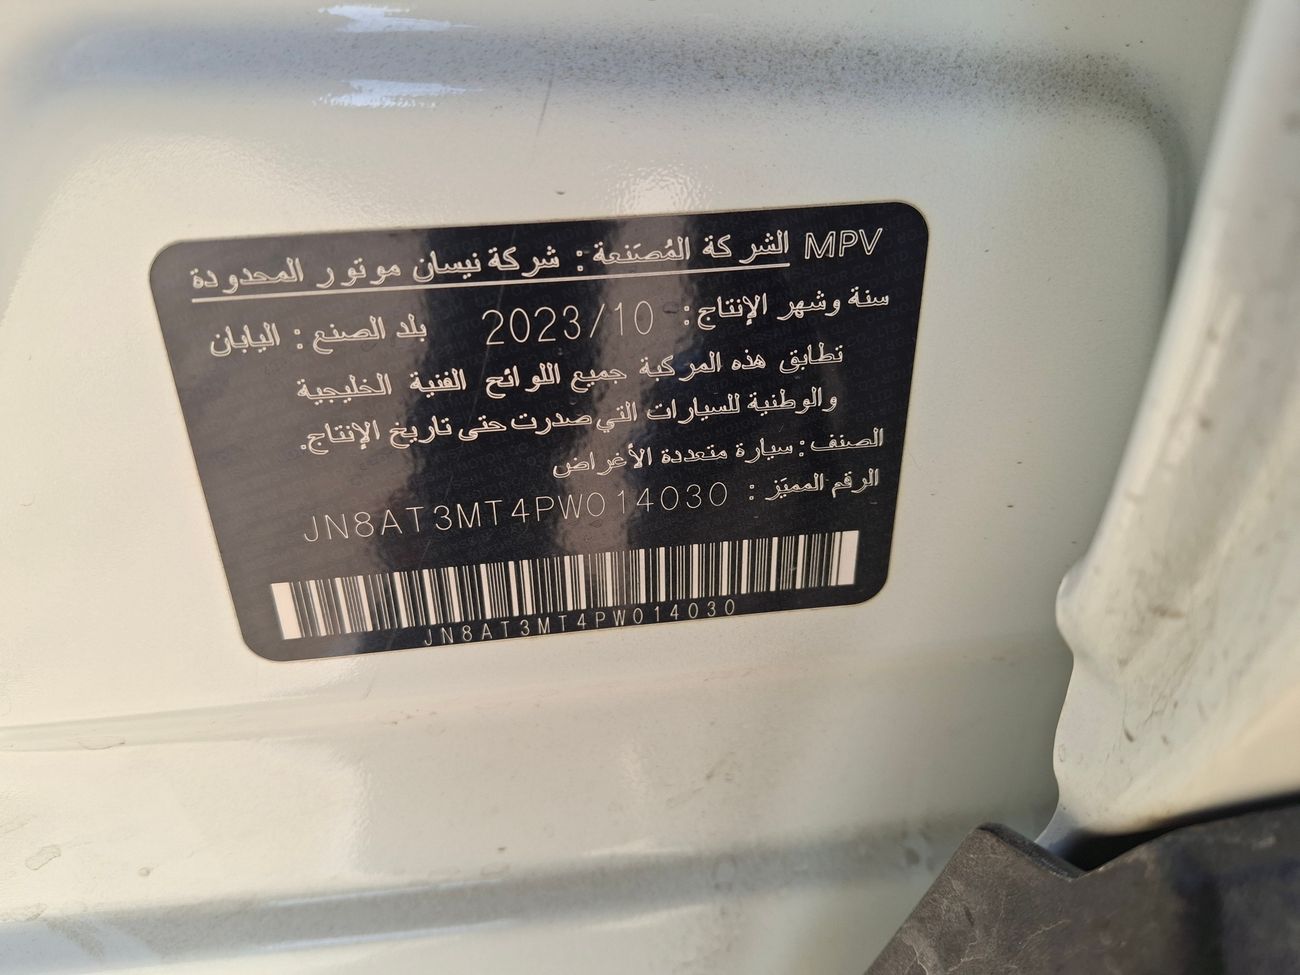 MPV الشركة المُصَنعة : شركة نيسان موتور المحدودة
سنة وشهر الإنتاج: 2023/10 بلد الصنع : اليابان
تطابق هذه المركبة جميع اللوائح الفنية الخليجية
والوطنية للسيارات التي صدرت حتى تاريخ الإنتاج.
الصنف : سيارة متعددة الأغراض
الرقم المميَز : JN8AT3MT4PW014030
JN8AT3MT4PW014030